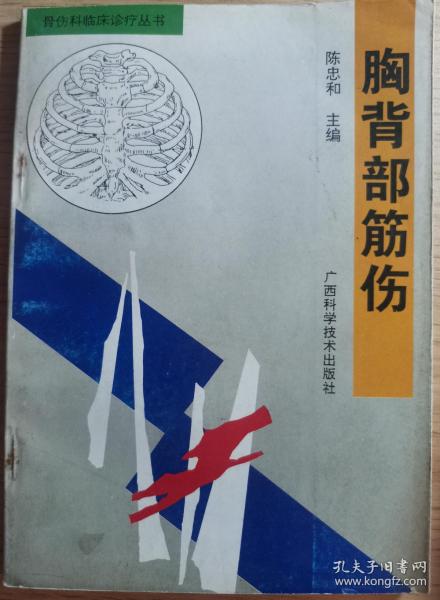 骨伤科临床诊疗丛书
胸背部筋伤
陈忠和 主编
广西科学技术出版社
孔夫子旧书网
www.kongfz.com